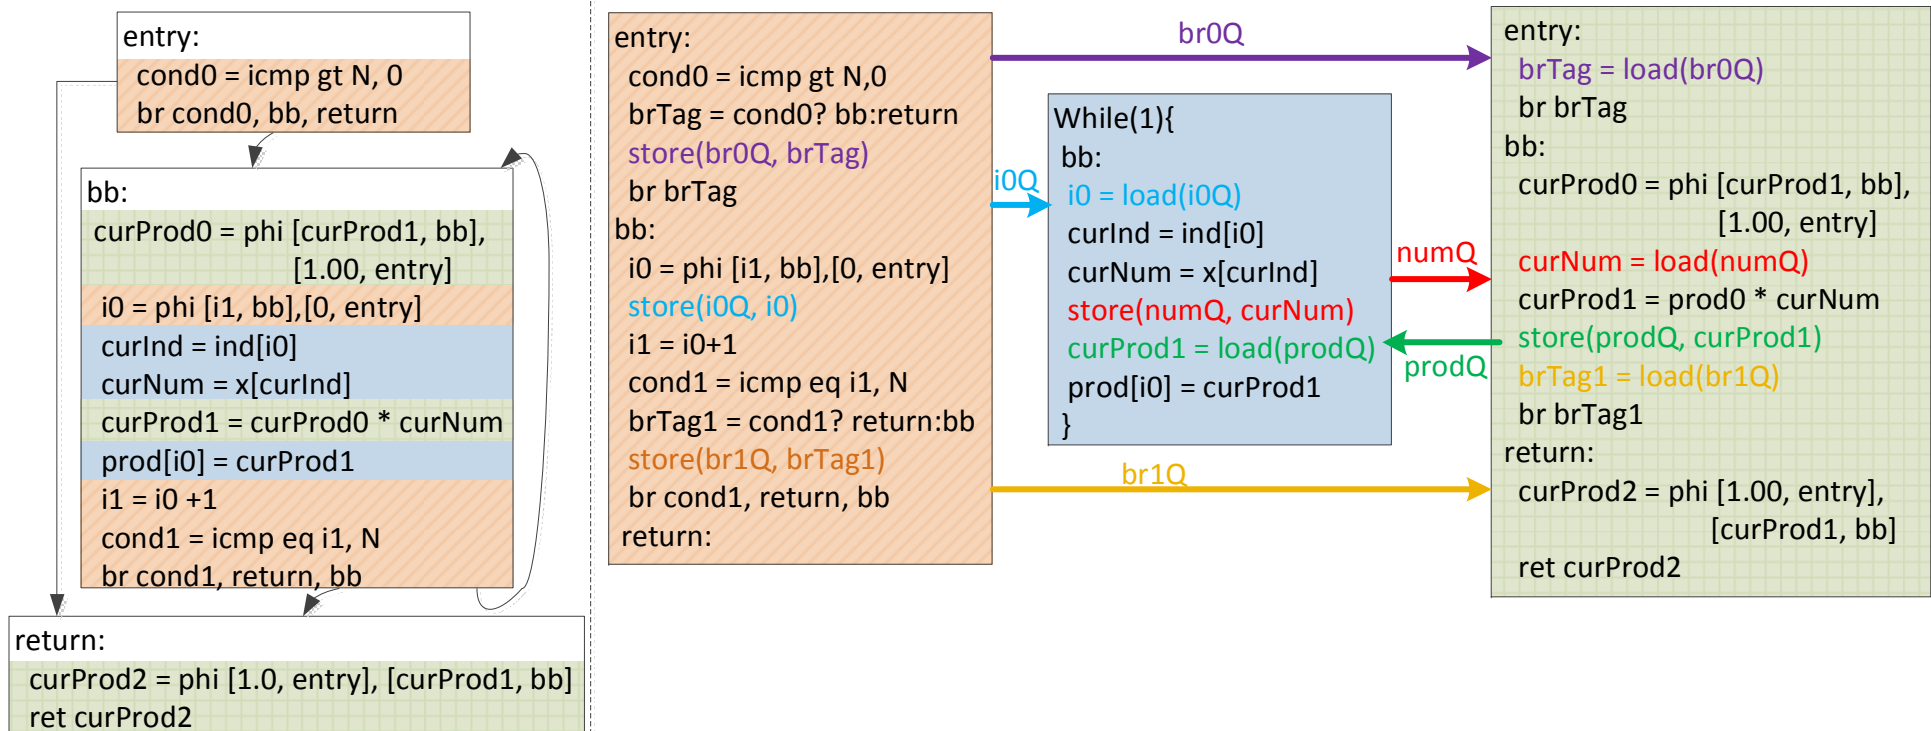 entry:
cond0 = icmp gt N, 0
br cond0, bb, return
bb:
curProd0 = phi [curProd1, bb],
[1.00, entry]
i0 = phi [i1, bb],[0, entry]
curInd = ind[i0]
curNum = x[curInd]
curProd1 = curProd0 * curNum
prod[i0] = curProd1
i1 = i0 +1
cond1 = icmp eq i1, N
br cond1, return, bb
return:
curProd2 = phi [1.0, entry], [curProd1, bb]
ret curProd2
entry:
cond0 = icmp gt N,0
brTag = cond0? bb:return
store(br0Q, brTag)
br brTag
bb:
i0 = phi [i1, bb],[0, entry]
store(i0Q, i0)
i1 = i0+1
cond1 = icmp eq i1, N
brTag1 = cond1? return:bb
store(br1Q, brTag1)
br cond1, return, bb
return:
br0Q
i0Q
While(1){
bb:
i0 = load(i0Q)
curInd = ind[i0]
curNum = x[curInd]
store(numQ, curNum)
curProd1 = load(prodQ)
prod[i0] = curProd1
}
numQ
prodQ
br1Q
entry:
brTag = load(br0Q)
br brTag
bb:
curProd0 = phi [curProd1, bb],
[1.00, entry]
curNum = load(numQ)
curProd1 = prod0 * curNum
store(prodQ, curProd1)
brTag1 = load(br1Q)
br brTag1
return:
curProd2 = phi [1.00, entry],
[curProd1, bb]
ret curProd2